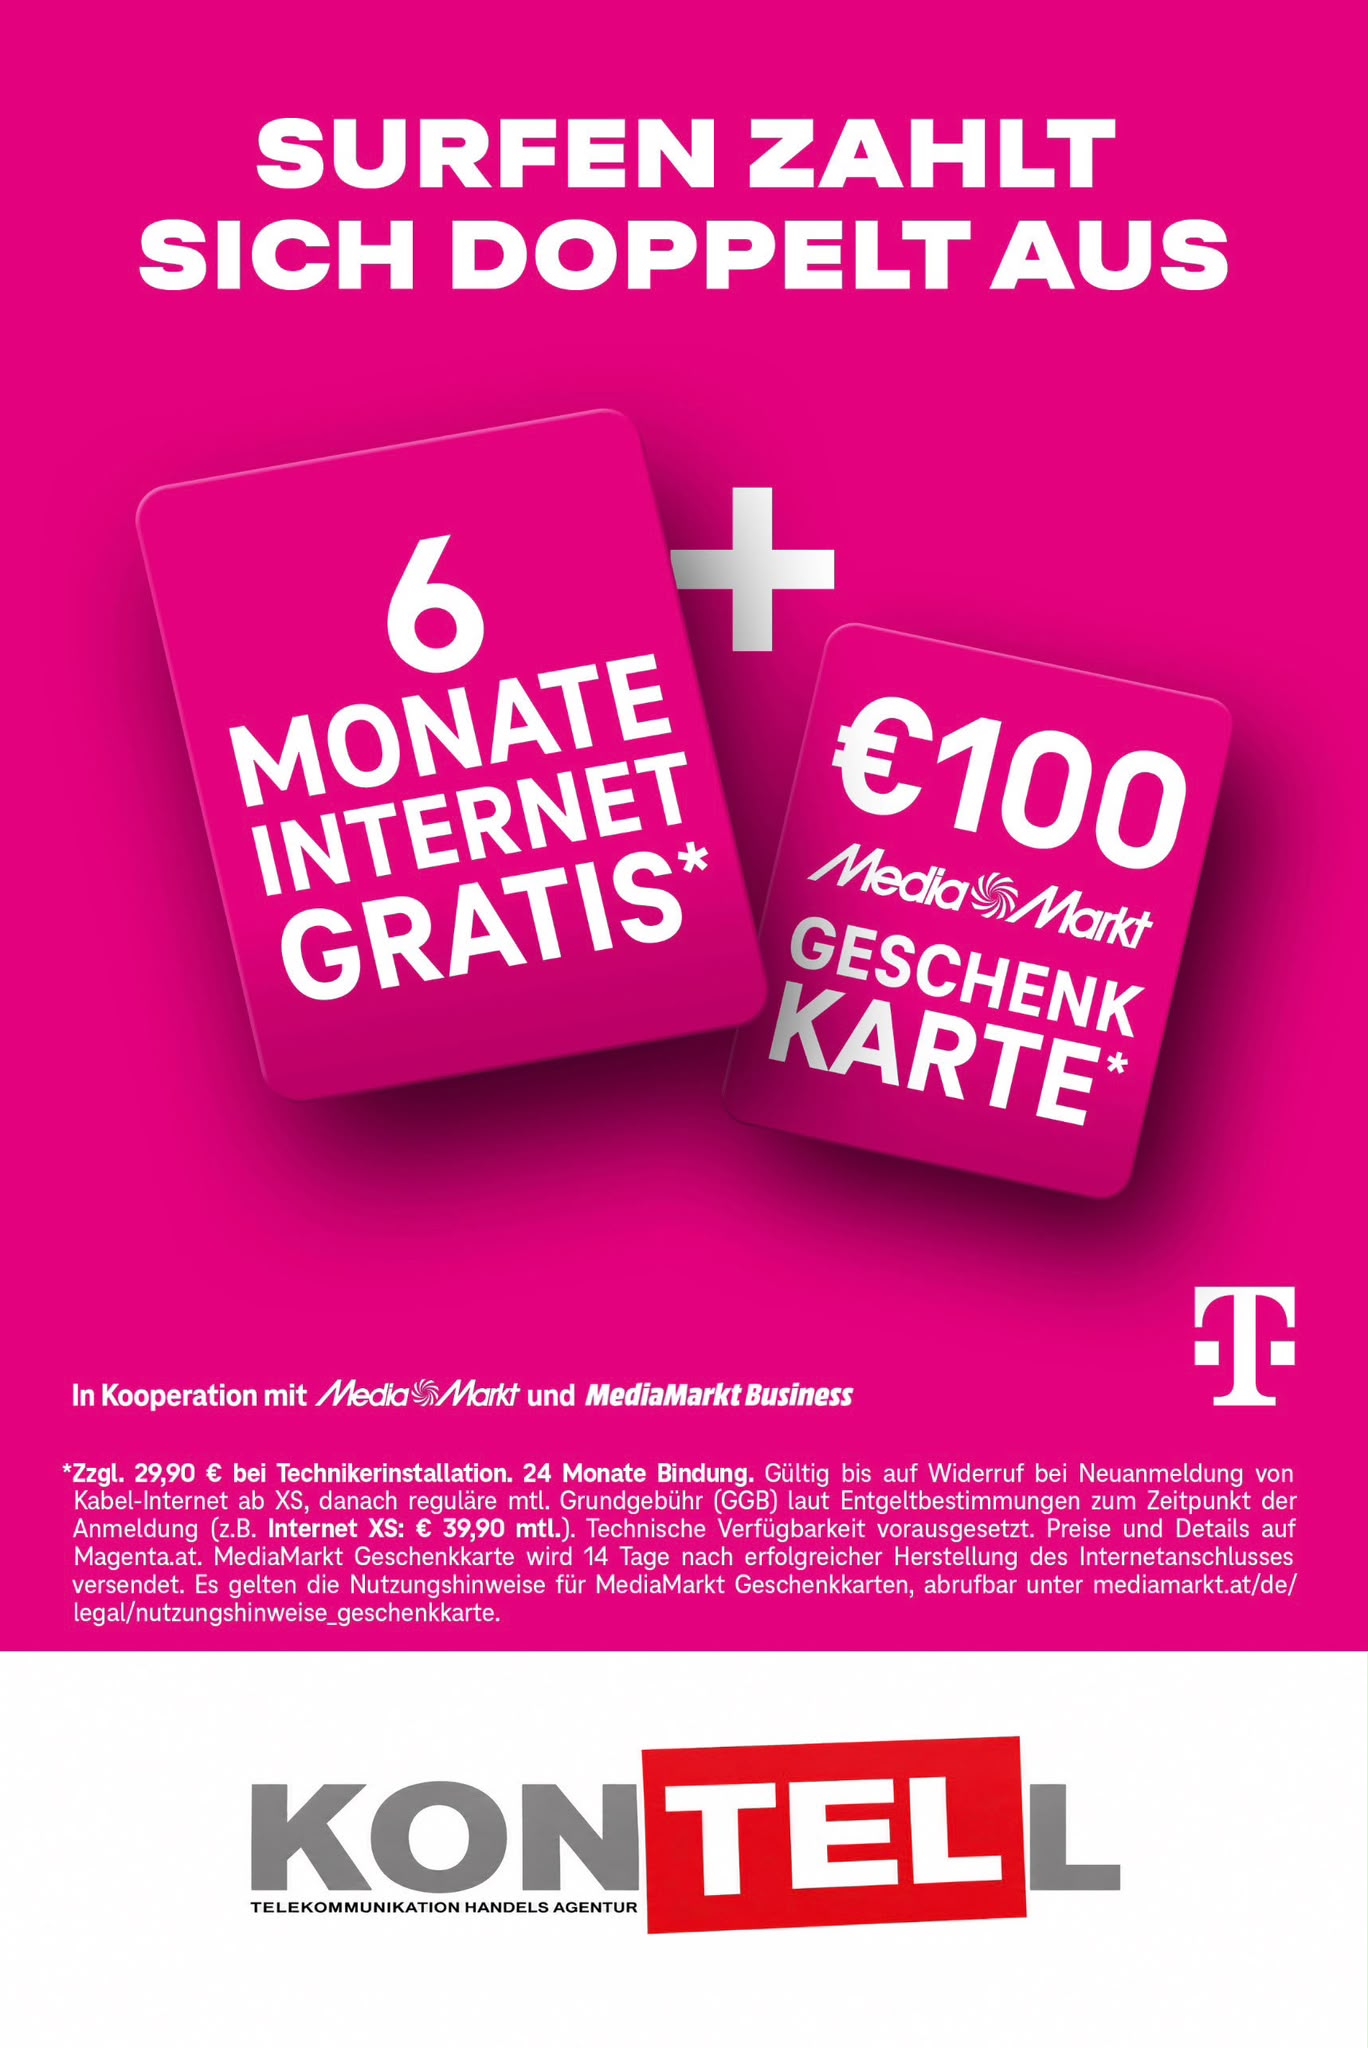 SURFEN ZAHLT
SICH DOPPELT AUS
6
MONATE
INTERNET
GRATIS*
+
€100
MediaMarkt
GESCHENK
KARTE*
T
In Kooperation mit MediaMarkt und MediaMarkt Business
*Zzgl. 29,90 € bei Technikerinstallation. 24 Monate Bindung. Gültig bis auf Widerruf bei Neuanmeldung von
Kabel-Internet ab XS, danach reguläre mtl. Grundgebühr (GGB) laut Entgeltbestimmungen zum Zeitpunkt der
Anmeldung (z.B. Internet XS: € 39,90 mtl.). Technische Verfügbarkeit vorausgesetzt. Preise und Details auf
Magenta.at. MediaMarkt Geschenkkarte wird 14 Tage nach erfolgreicher Herstellung des Internetanschlusses
versendet. Es gelten die Nutzungshinweise für MediaMarkt Geschenkkarten, abrufbar unter mediamarkt.at/de/
legal/nutzungshinweise_geschenkkarte.
KONTELL
TELEKOMMUNIKATION HANDELS AGENTUR